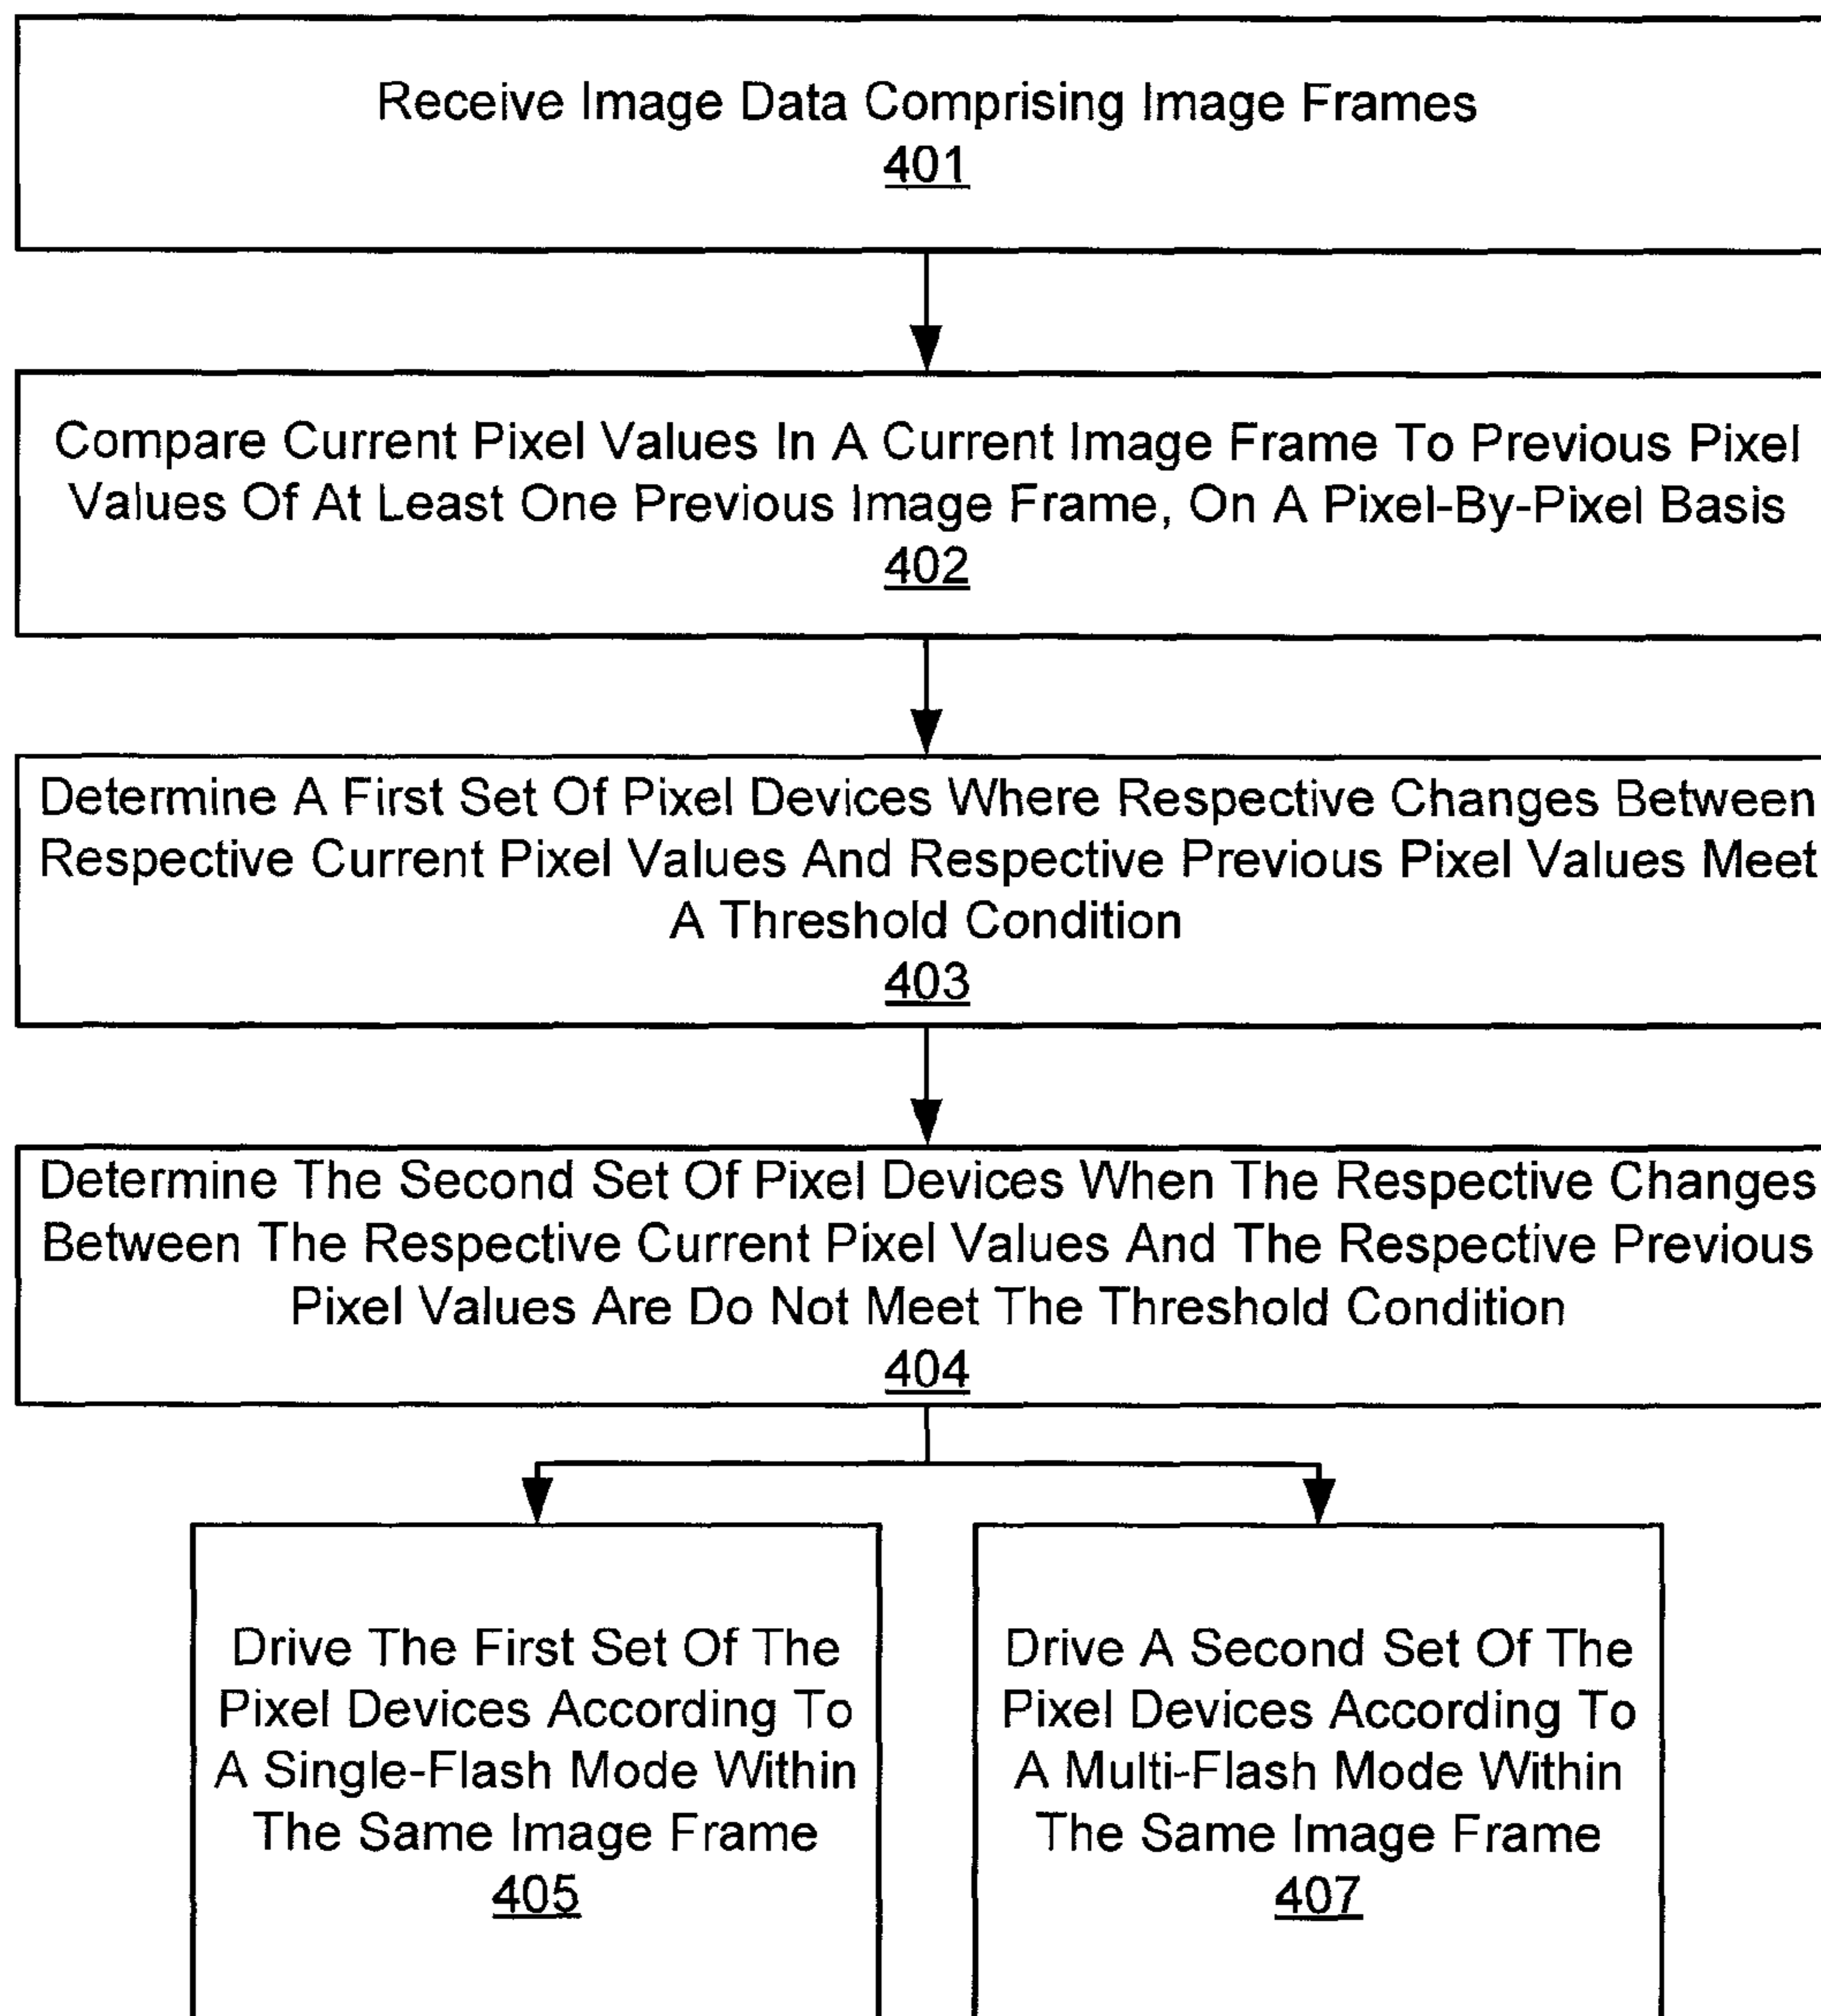 Receive Image Data Comprising Image Frames
401
Compare Current Pixel Values In A Current Image Frame To Previous Pixel
Values Of At Least One Previous Image Frame, On A Pixel-By-Pixel Basis
402
Determine A First Set Of Pixel Devices Where Respective Changes Between
Respective Current Pixel Values And Respective Previous Pixel Values Meet
A Threshold Condition
403
Determine The Second Set Of Pixel Devices When The Respective Changes
Between The Respective Current Pixel Values And The Respective Previous
Pixel Values Are Do Not Meet The Threshold Condition
404
Drive The First Set Of The
Pixel Devices According To
A Single-Flash Mode Within
The Same Image Frame
405
Drive A Second Set Of The
Pixel Devices According To
A Multi-Flash Mode Within
The Same Image Frame
407